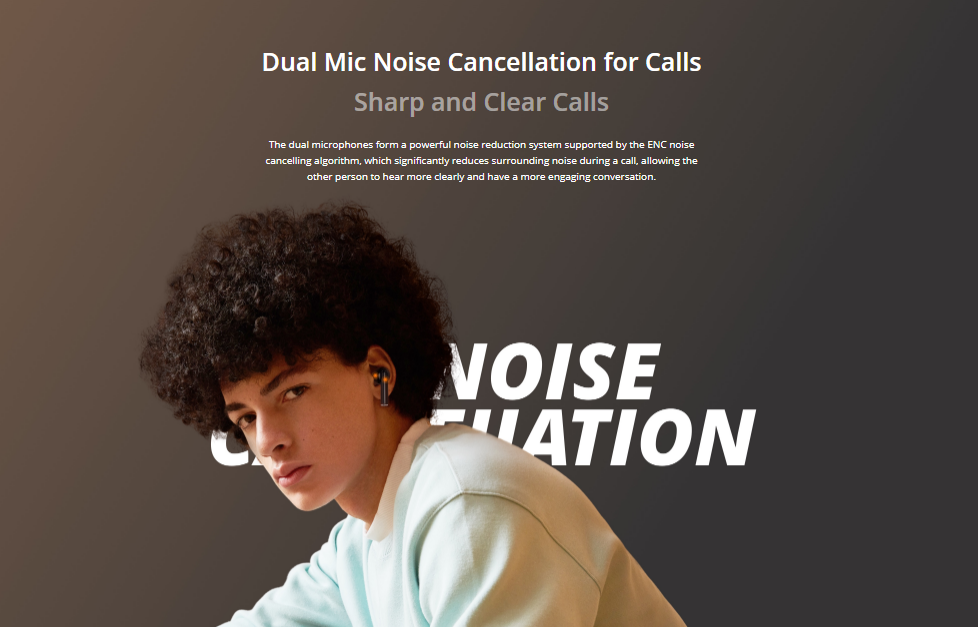 Dual Mic Noise Cancellation for Calls
Sharp and Clear Calls
The dual microphones form a powerful noise reduction system supported by the ENC noise
cancelling algorithm, which significantly reduces surrounding noise during a call, allowing the
other person to hear more clearly and have a more engaging conversation.
NOISE